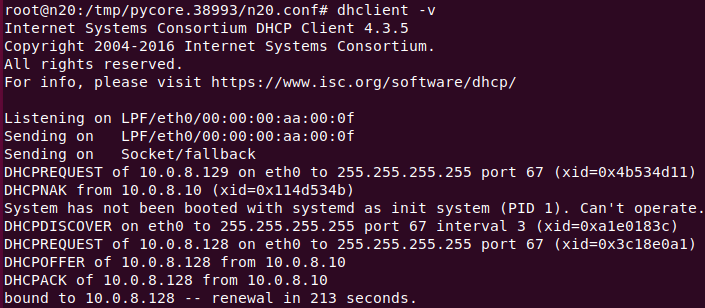 root@n20:/tmp/pycore.38993/n20.conf# dhclient -v
Internet Systems Consortium DHCP Client 4.3.5
Copyright 2004-2016 Internet Systems Consortium.
All rights reserved.
For info, please visit https://www.isc.org/software/dhcp/

Listening on LPF/eth0/00:00:00:aa:00:0f
Sending on   LPF/eth0/00:00:00:aa:00:0f
Sending on   Socket/fallback
DHCPREQUEST of 10.0.8.129 on eth0 to 255.255.255.255 port 67 (xid=0x4b534d11)
DHCPNAK from 10.0.8.10 (xid=0x114d534b)
System has not been booted with systemd as init system (PID 1). Can't operate.
DHCPDISCOVER on eth0 to 255.255.255.255 port 67 interval 3 (xid=0xa1e0183c)
DHCPREQUEST of 10.0.8.128 on eth0 to 255.255.255.255 port 67 (xid=0x3c18e0a1)
DHCPOFFER of 10.0.8.128 from 10.0.8.10
DHCPACK of 10.0.8.128 from 10.0.8.10
bound to 10.0.8.128 -- renewal in 213 seconds.